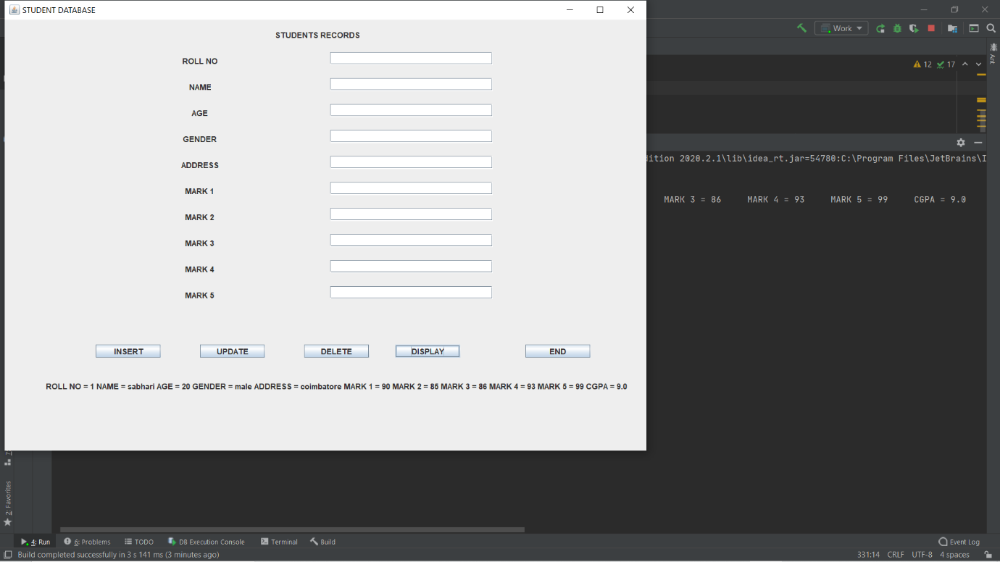 STUDENT DATABASE
STUDENTS RECORDS
ROLL NO
NAME
AGE
GENDER
ADDRESS
MARK 1
MARK 2
MARK 3
MARK 4
MARK 5
INSERT UPDATE DELETE DISPLAY END
ROLL NO = 1 NAME = sabhari AGE = 20 GENDER = male ADDRESS = coimbatore MARK 1 = 90 MARK 2 = 85 MARK 3 = 86 MARK 4 = 93 MARK 5 = 99 CGPA = 9.0
Work
12 17
Ant
dition 2020.2.1\lib\idea_rt.jar=54780:C:\Program Files\JetBrains\I
MARK 3 = 86 MARK 4 = 93 MARK 5 = 99 CGPA = 9.0
2: Favorites
4: Run 6: Problems TODO DB Execution Console Terminal Build Event Log
Build completed successfully in 3 s 141 ms (3 minutes ago) 331:14 CRLF UTF-8 4 spaces